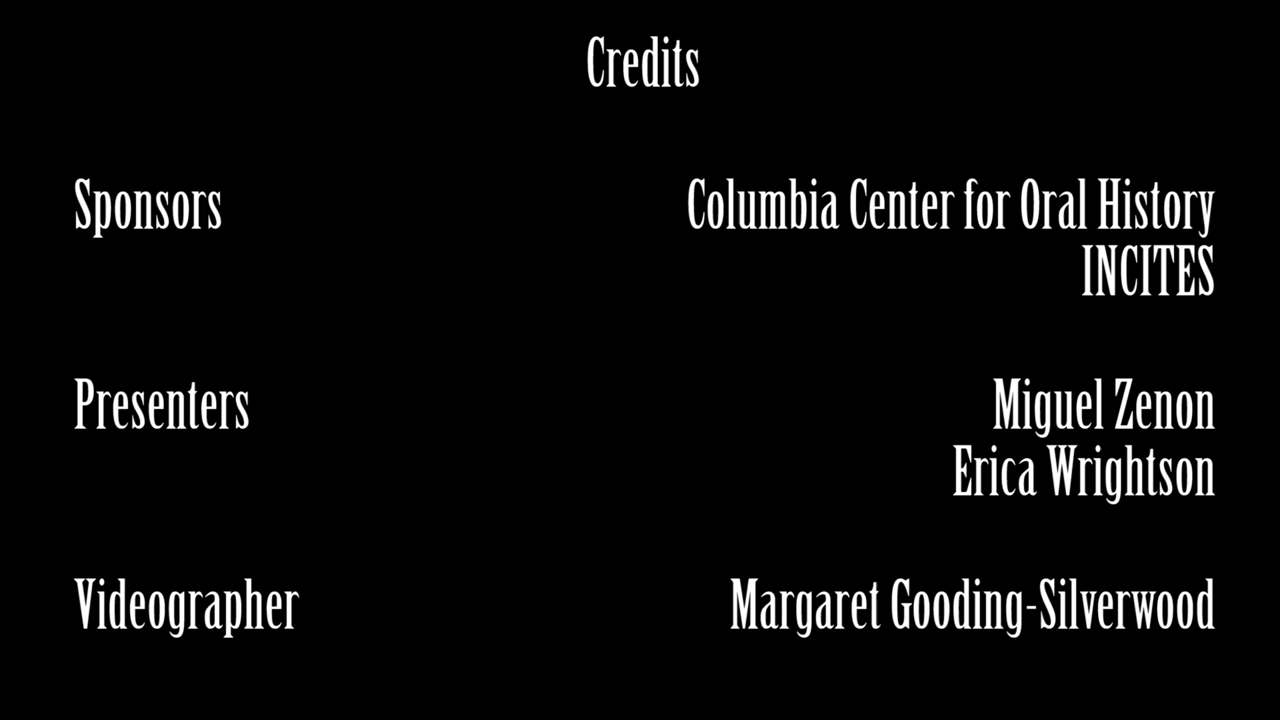 Credits
Sponsors Columbia Center for Oral History
INCITES
Presenters Miguel Zenon
Erica Wrightson
Videographer Margaret Gooding-Silverwood